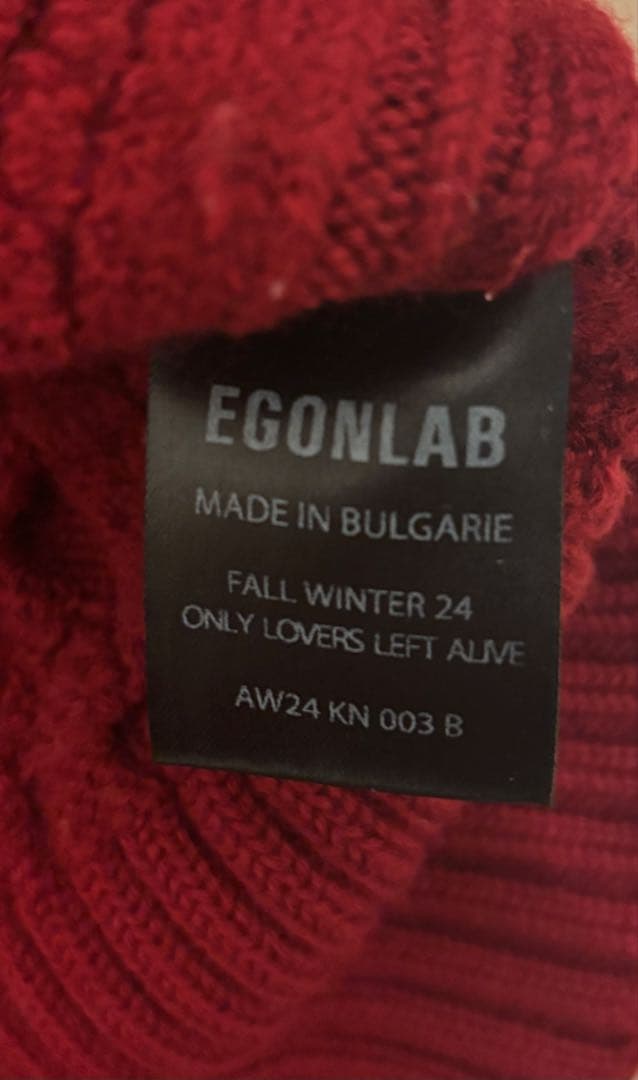 EGONLAB
MADE IN BULGARIE
FALL WINTER 24
ONLY LOVERS LEFT ALIVE
AW24 KN 003 B